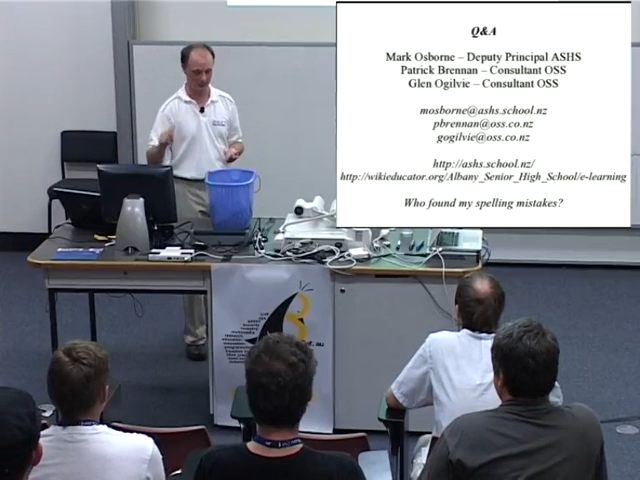 Q&A
Mark Osborne – Deputy Principal ASHS
Patrick Brennan – Consultant OSS
Glen Ogilvie – Consultant OSS
mosborne@ashs.school.nz
pbrennan@oss.co.nz
gogilvie@oss.co.nz
http://ashs.school.nz/
http://wikieducator.org/Albany_Senior_High_School/e-learning
Who found my spelling mistakes?